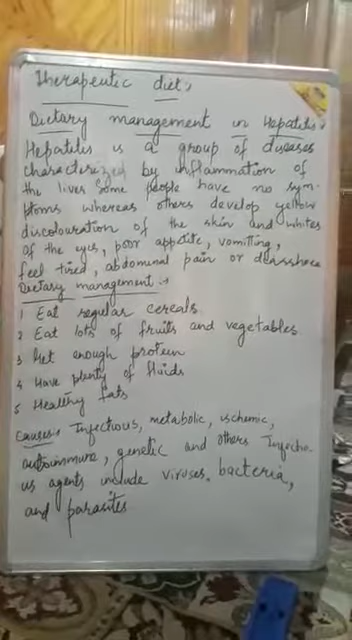 Therapeutic diet:
Dietary management in Hepatitis:
Hepatitis is a group of diseases
characterized by inflammation of
the liver some people have no sym-
ptoms whereas others develop yellow
discolouration of the skin and whites
of the eyes, poor appetite, vomitting,
feel tired, abdominal pain or diarrhoea
Dietary management :-
1 Eat regular cereals
2 Eat lots of fruits and vegetables
3 Get enough protein
4 Have plenty of fluids
5 Healthy fats
causes:- Infectious, metabolic, ischemic,
autoimmune, genetic and others Infectio
us agents include viruses, bacteria,
and parasites